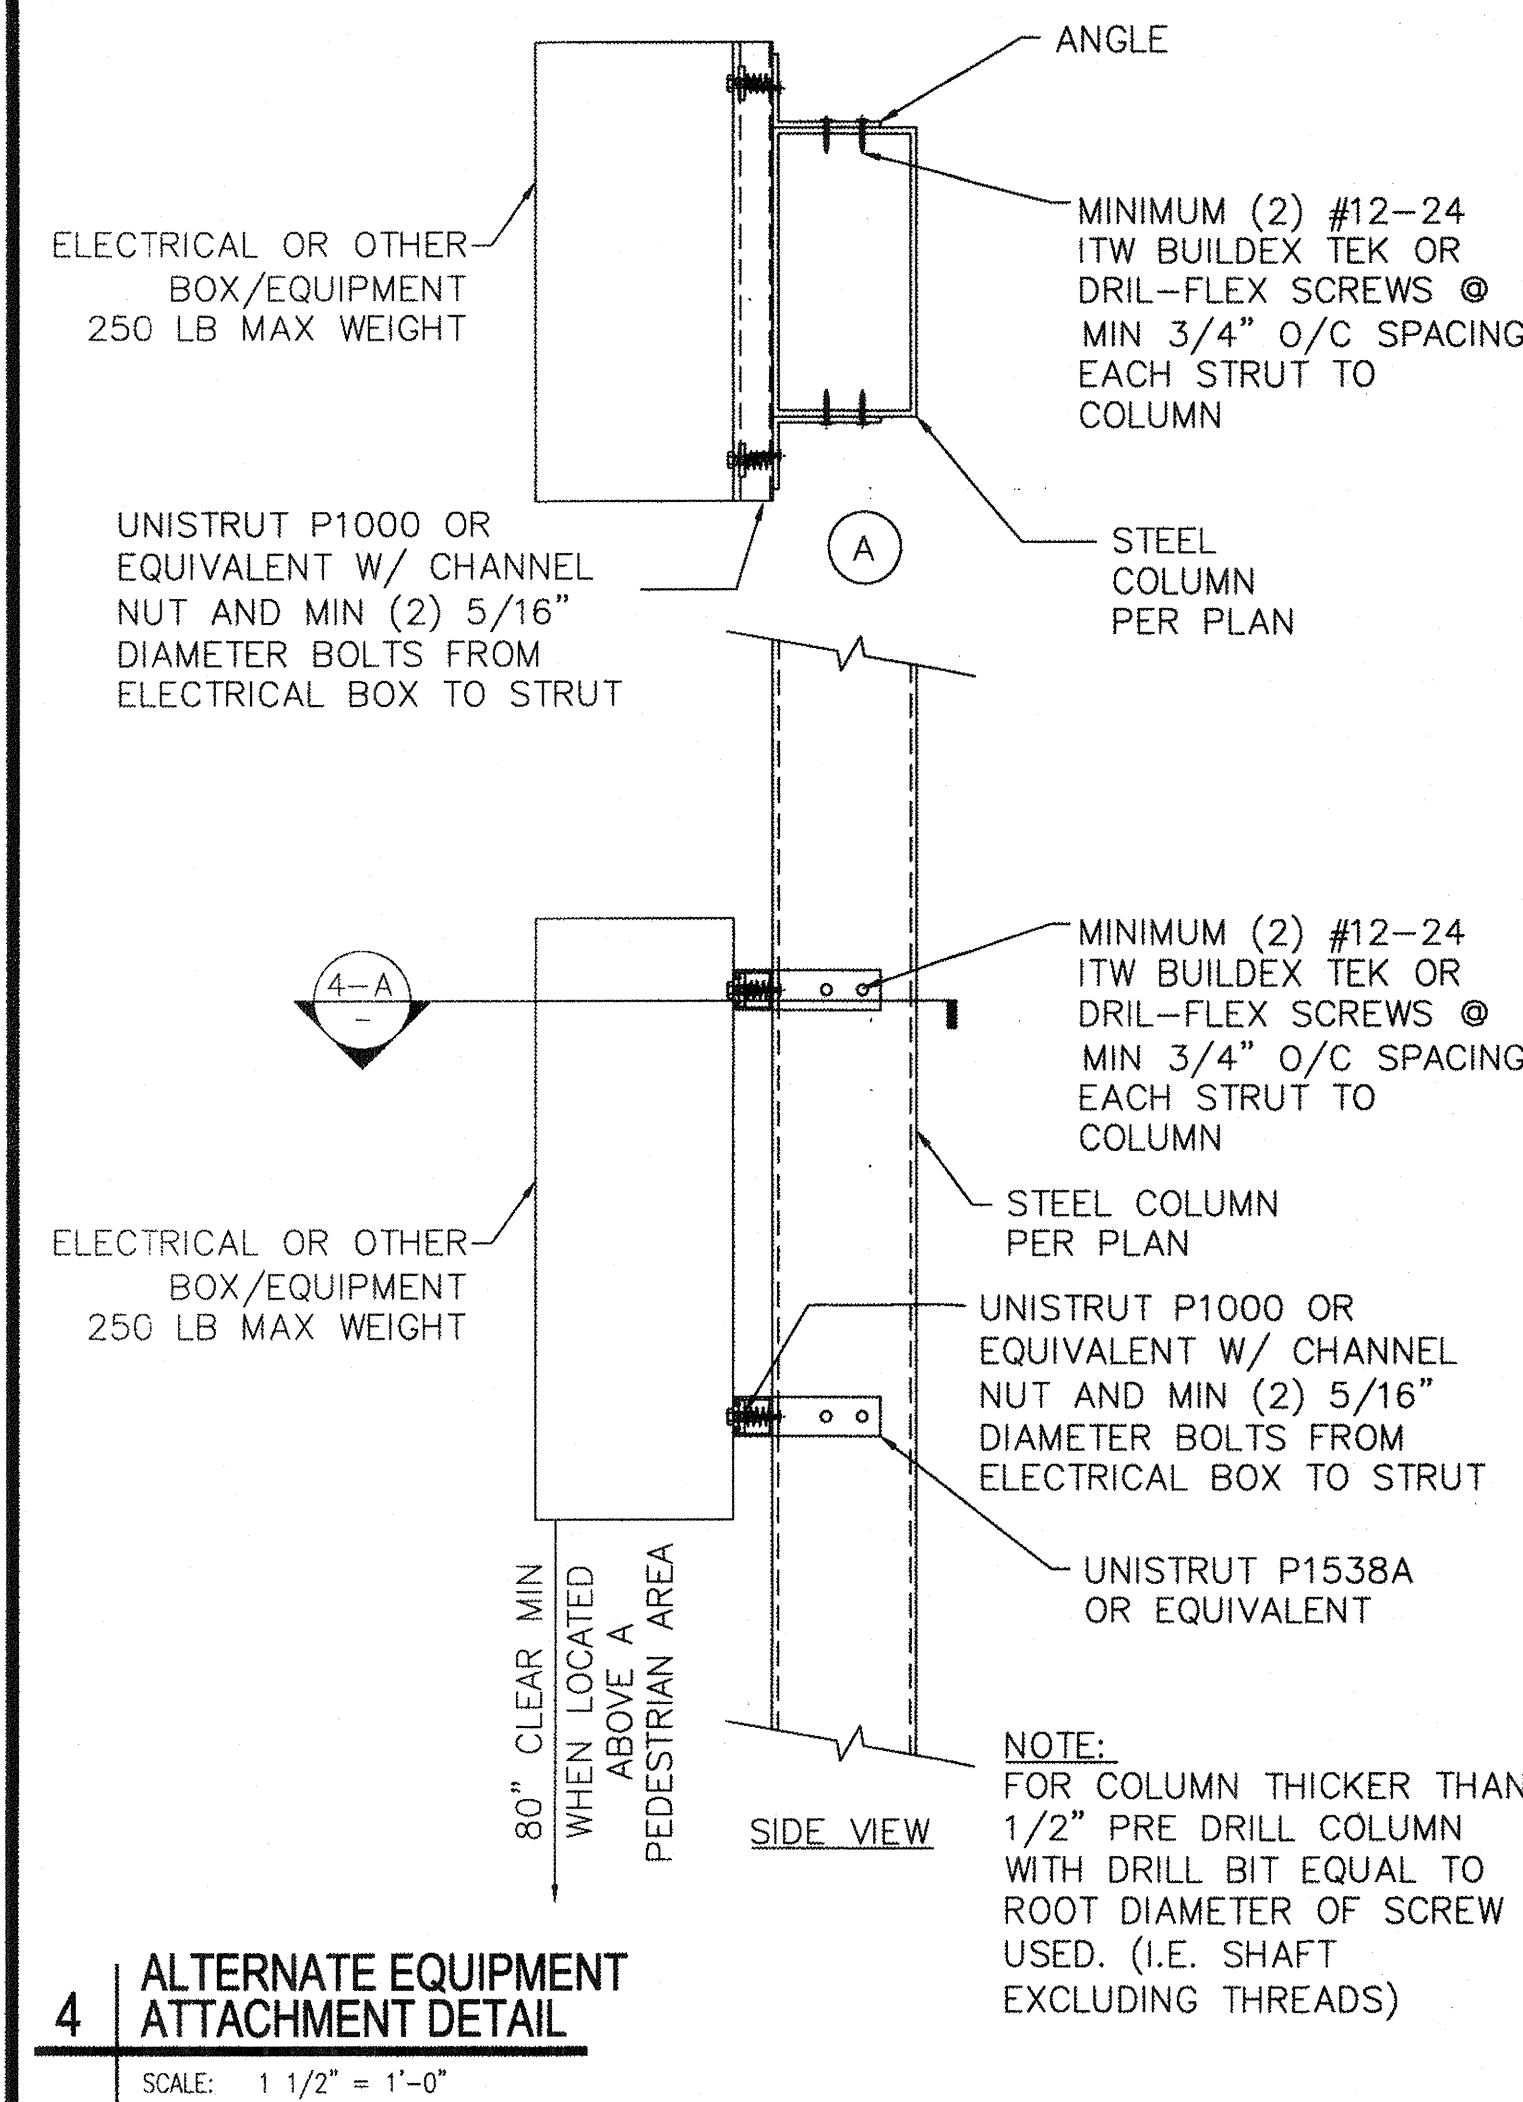 ANGLE
MINIMUM (2) #12-24
ITW BUILDEX TEK OR
DRIL-FLEX SCREWS @
MIN 3/4" O/C SPACING
EACH STRUT TO
COLUMN
ELECTRICAL OR OTHER
BOX/EQUIPMENT
250 LB MAX WEIGHT
UNISTRUT P1000 OR
EQUIVALENT W/ CHANNEL
NUT AND MIN (2) 5/16"
DIAMETER BOLTS FROM
ELECTRICAL BOX TO STRUT
A
STEEL
COLUMN
PER PLAN
MINIMUM (2) #12-24
ITW BUILDEX TEK OR
DRIL-FLEX SCREWS @
MIN 3/4" O/C SPACING
EACH STRUT TO
COLUMN
4-A
-
STEEL COLUMN
PER PLAN
ELECTRICAL OR OTHER
BOX/EQUIPMENT
250 LB MAX WEIGHT
UNISTRUT P1000 OR
EQUIVALENT W/ CHANNEL
NUT AND MIN (2) 5/16"
DIAMETER BOLTS FROM
ELECTRICAL BOX TO STRUT
UNISTRUT P1538A
OR EQUIVALENT
80" CLEAR MIN
WHEN LOCATED
ABOVE A
PEDESTRIAN AREA
SIDE VIEW
NOTE:
FOR COLUMN THICKER THAN
1/2" PRE DRILL COLUMN
WITH DRILL BIT EQUAL TO
ROOT DIAMETER OF SCREW
USED. (I.E. SHAFT
EXCLUDING THREADS)
4
ALTERNATE EQUIPMENT
ATTACHMENT DETAIL
SCALE: 1 1/2" = 1'-0"